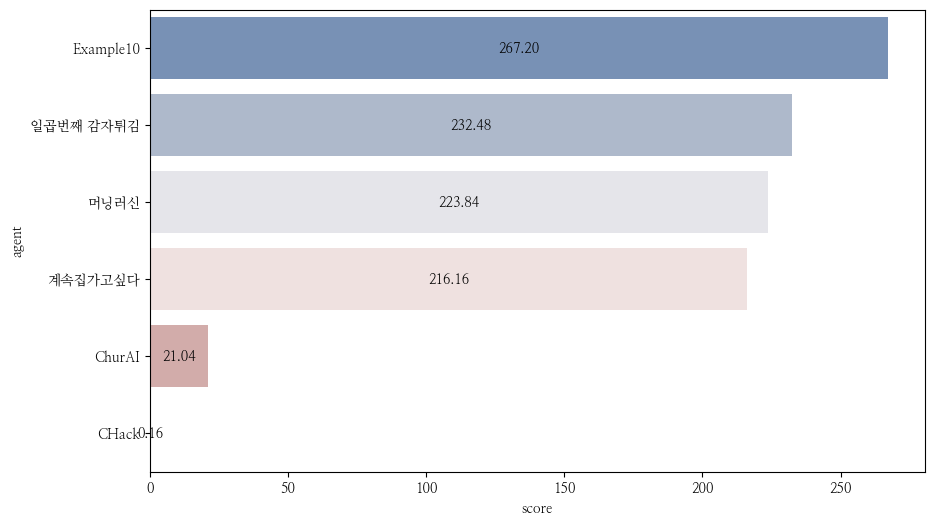 Example10
267.20
일곱번째 감자튀김
232.48
머닝러신
223.84
계속집가고싶다
216.16
ChurAI
21.04
CHack
0.16
agent
0 50 100 150 200 250
score